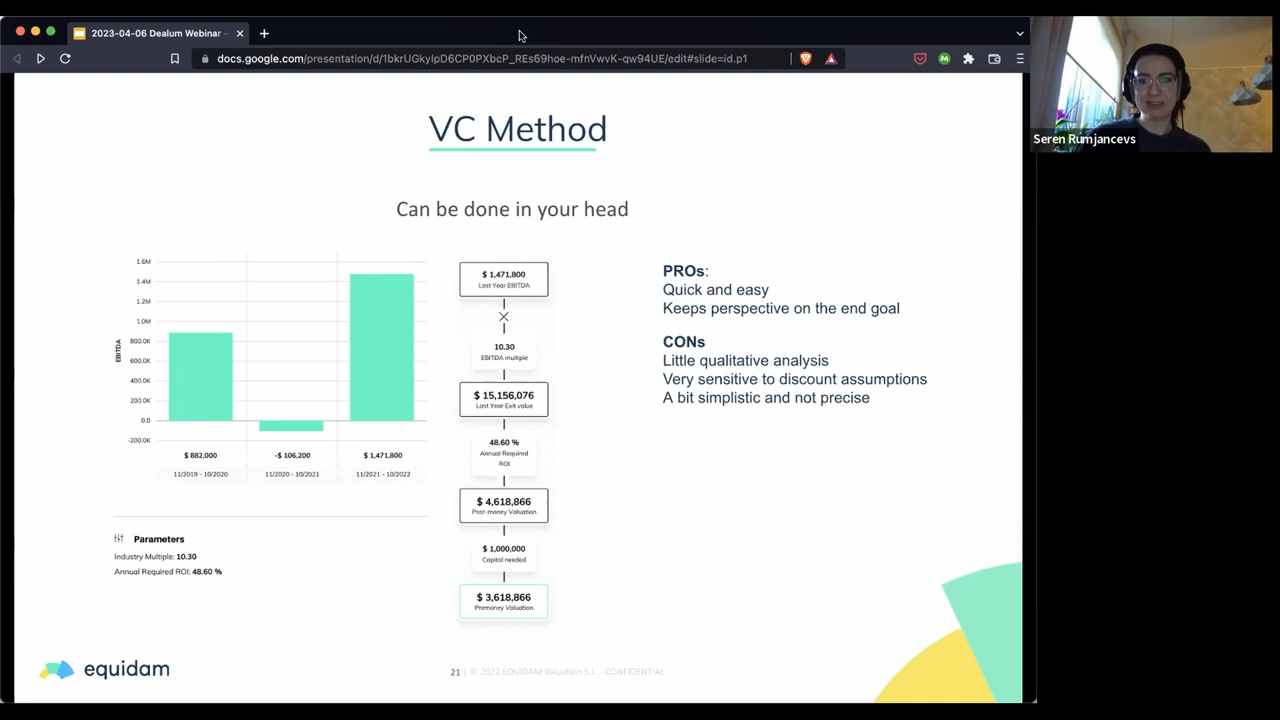 2023-04-06 Dealum Webinar -
docs.google.com/presentation/d/1bkrUGkyIpD6CP0PXbcP_REs69hoe-mfnVwvK-qw94UE/edit#slide=id.p1
Seren Rumjancevs
VC Method
Can be done in your head
1.6M
1.4M
1.2M
1.0M
800.0K
600.0K
400.0K
200.0K
0.0
-200.0K
EBITDA
$ 882,000
-$ 106,200
$ 1,471,800
11/2019 - 10/2020
11/2020 - 10/2021
11/2021 - 10/2022
Parameters
Industry Multiple: 10.30
Annual Required ROI: 48.60 %
$ 1,471,800
Last Year EBITDA
10.30
EBITDA multiple
$ 15,156,076
Last Year Exit value
48.60 %
Annual Required
ROI
$ 4,618,866
Post-money Valuation
$ 1,000,000
Capital needed
$ 3,618,866
Premoney Valuation
PROs:
Quick and easy
Keeps perspective on the end goal
CONs
Little qualitative analysis
Very sensitive to discount assumptions
A bit simplistic and not precise
equidam
21 | © 2022 EQUIDAM Valuation S.L. - CONFIDENTIAL